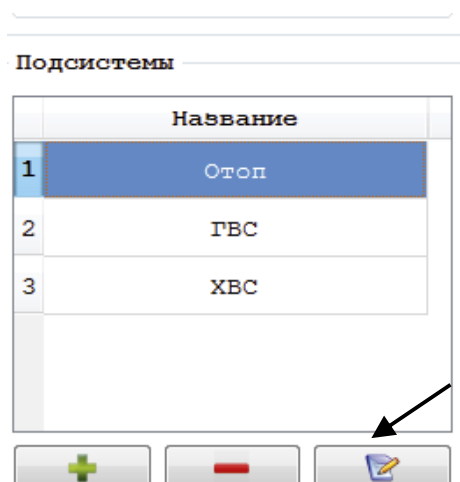 Подсистемы
Название
1 Отоп
2 ГВС
3 ХВС